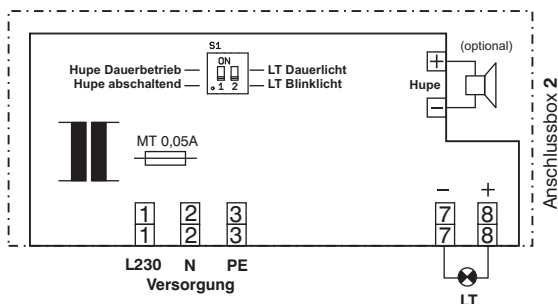 S1
ON
1 2
Hupe Dauerbetrieb
Hupe abschaltend
LT Dauerlicht
LT Blinklicht
(optional)
+
Hupe
−
Anschlussbox 2
MT 0,05A
− +
1 2 3 7 8
1 2 3 7 8
L230 N PE
Versorgung
LT